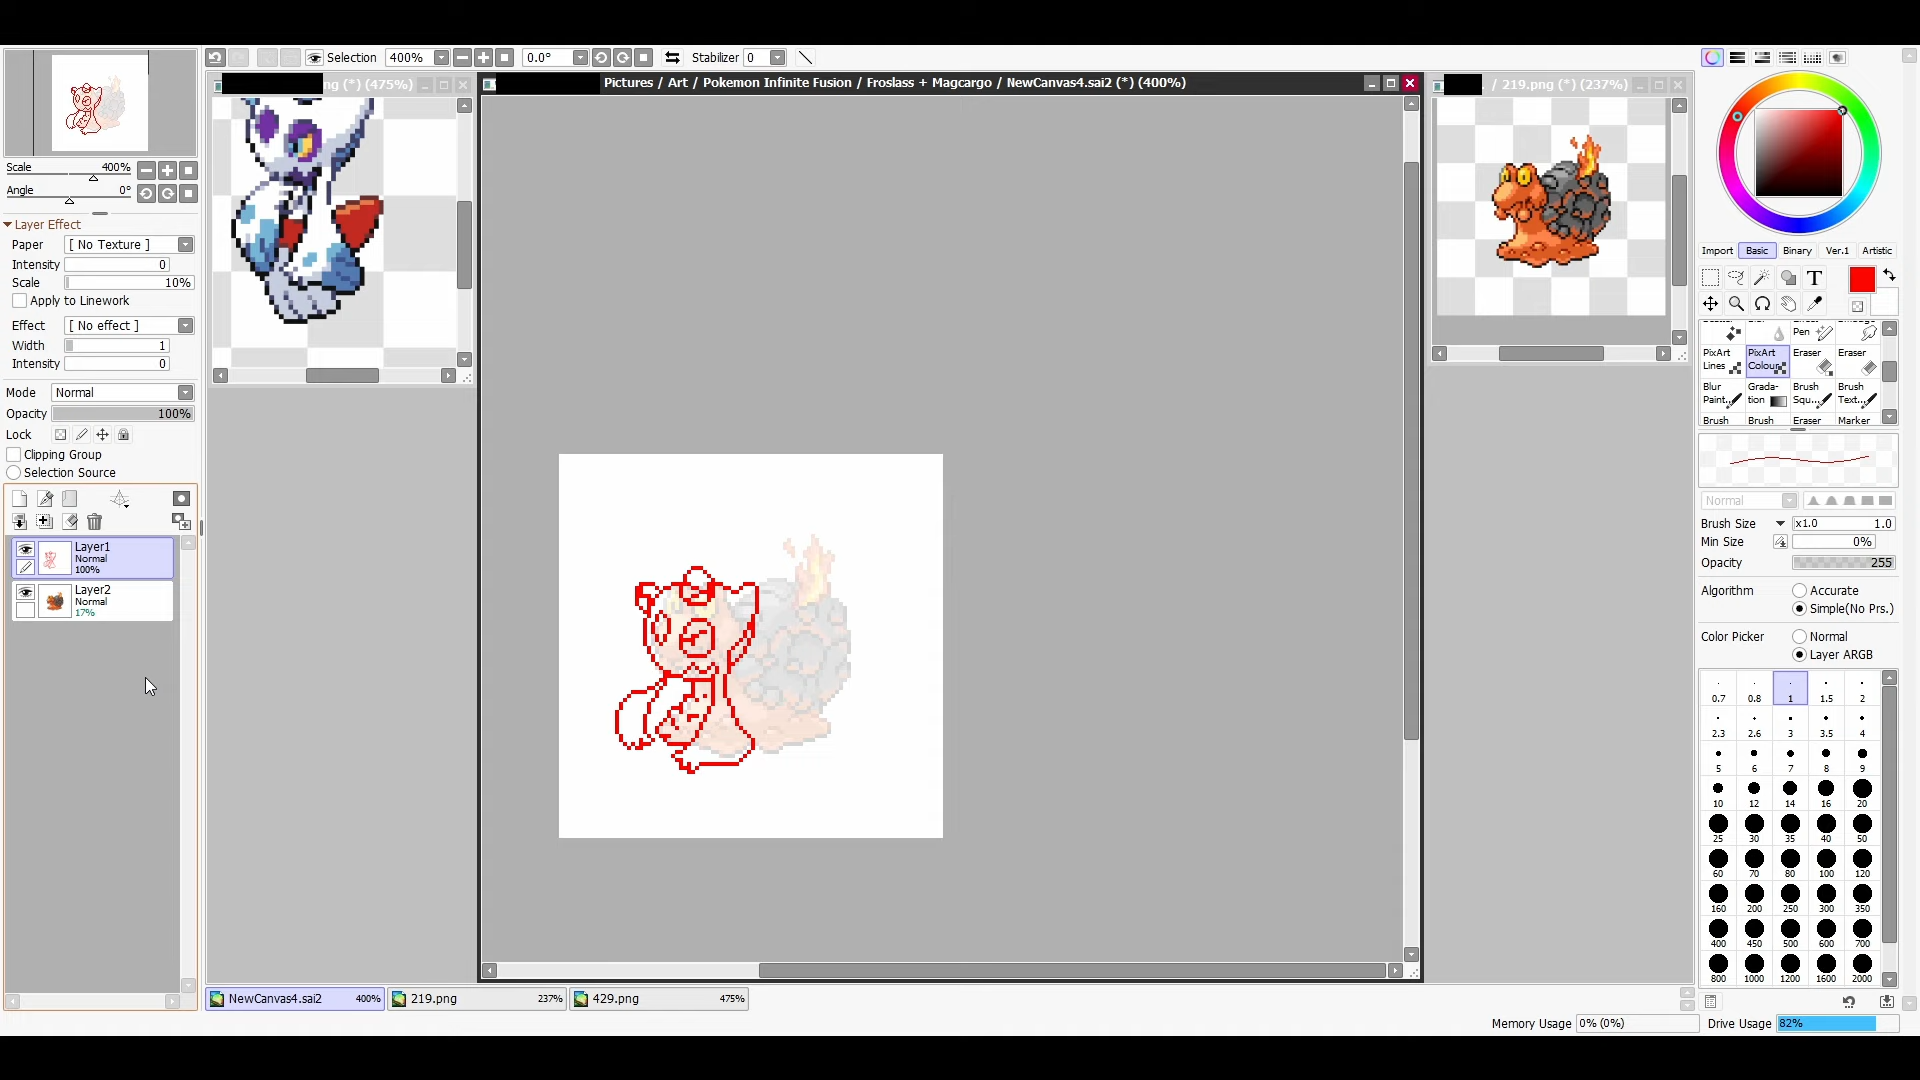 Selection 400% 0.0° Stabilizer 0
ng (*) (475%)
Pictures / Art / Pokemon Infinite Fusion / Froslass + Magcargo / NewCanvas4.sai2 (*) (400%)
/ 219.png (*) (237%)
Scale 400%
Angle 0°
Layer Effect
Paper [ No Texture ]
Intensity 0
Scale 10%
Apply to Linework
Effect [ No effect ]
Width 1
Intensity 0
Mode Normal
Opacity 100%
Lock
Clipping Group
Selection Source
Layer1
Normal
100%
Layer2
Normal
17%
NewCanvas4.sai2 400%
219.png 237%
429.png 475%
Import Basic Binary Ver.1 Artistic
T
Pen
PixArt Lines
PixArt Colour
Eraser
Eraser
Blur Paint...
Grada-tion
Brush Squ...
Brush Text...
Brush Brush Eraser Marker
Normal
Brush Size x1.0 1.0
Min Size 0%
Opacity 255
Algorithm Accurate
Simple(No Prs.)
Color Picker Normal
Layer ARGB
0.7 0.8 1 1.5 2
2.3 2.6 3 3.5 4
5 6 7 8 9
10 12 14 16 20
25 30 35 40 50
60 70 80 100 120
160 200 250 300 350
400 450 500 600 700
800 1000 1200 1600 2000
Memory Usage 0% (0%) Drive Usage 82%